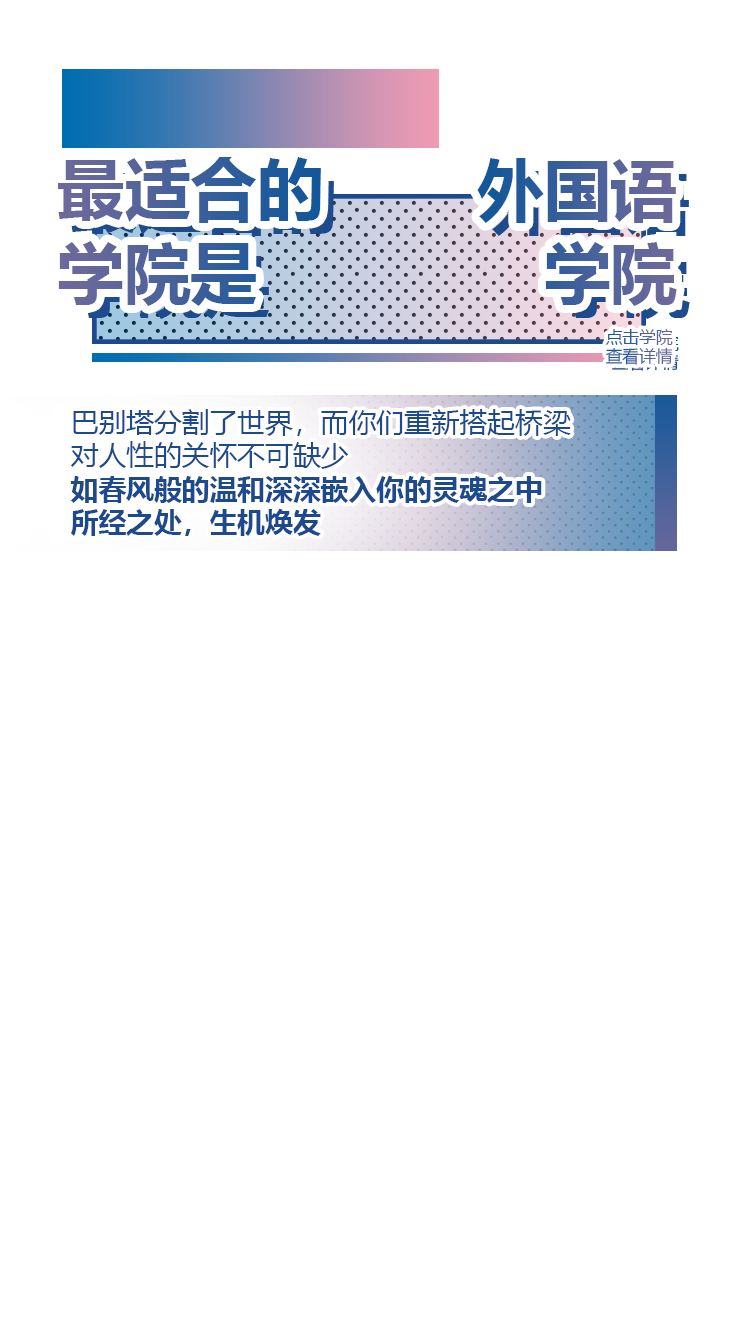 最适合的
学院是
外国语
学院
点击学院
查看详情
巴别塔分割了世界，而你们重新搭起桥梁
对人性的关怀不可缺少
如春风般的温和深深嵌入你的灵魂之中
所经之处，生机焕发